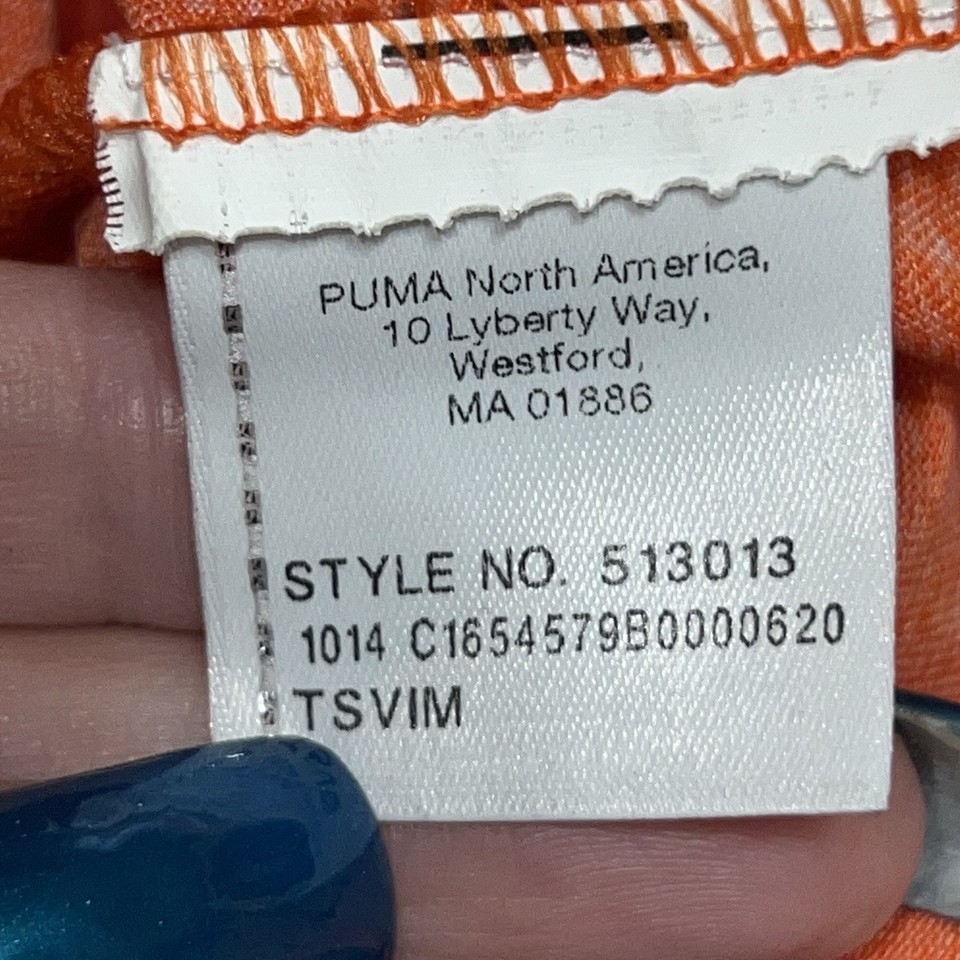 PUMA North America,
10 Lyberty Way,
Westford,
MA 01886
STYLE NO. 513013
1014 C1654579B0000620
TSVIM